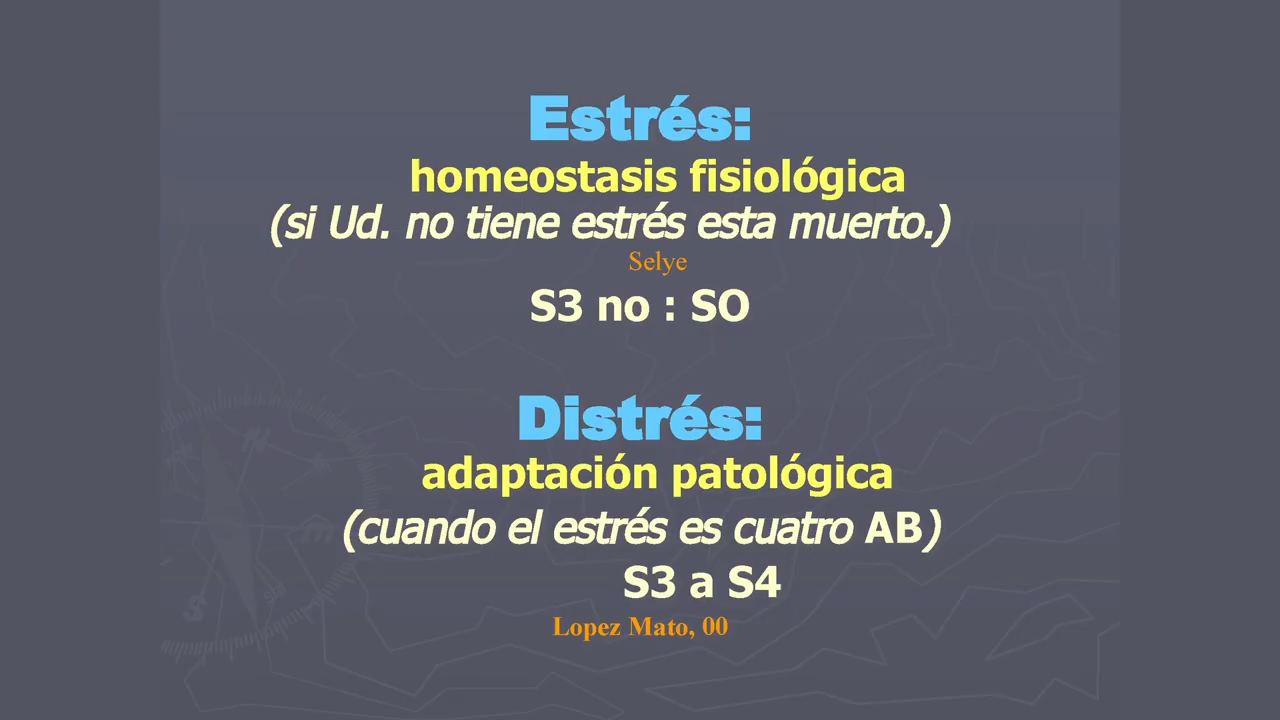 Estrés:
homeostasis fisiológica
(si Ud. no tiene estrés esta muerto.)
Selye
S3 no : SO
Distrés:
adaptación patológica
(cuando el estrés es cuatro AB)
S3 a S4
Lopez Mato, 00